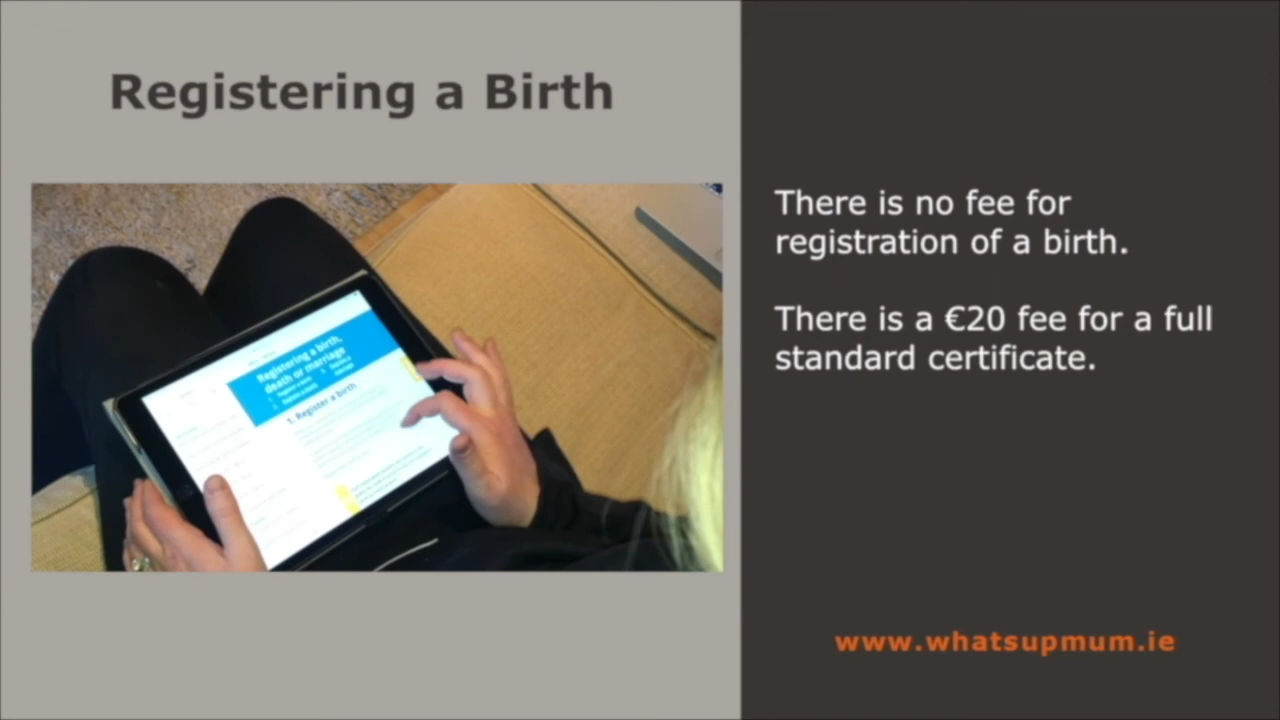 Registering a Birth
Registering a birth,
death or marriage
1. Register a birth
There is no fee for
registration of a birth.
There is a €20 fee for a full
standard certificate.
www.whatsupmum.ie